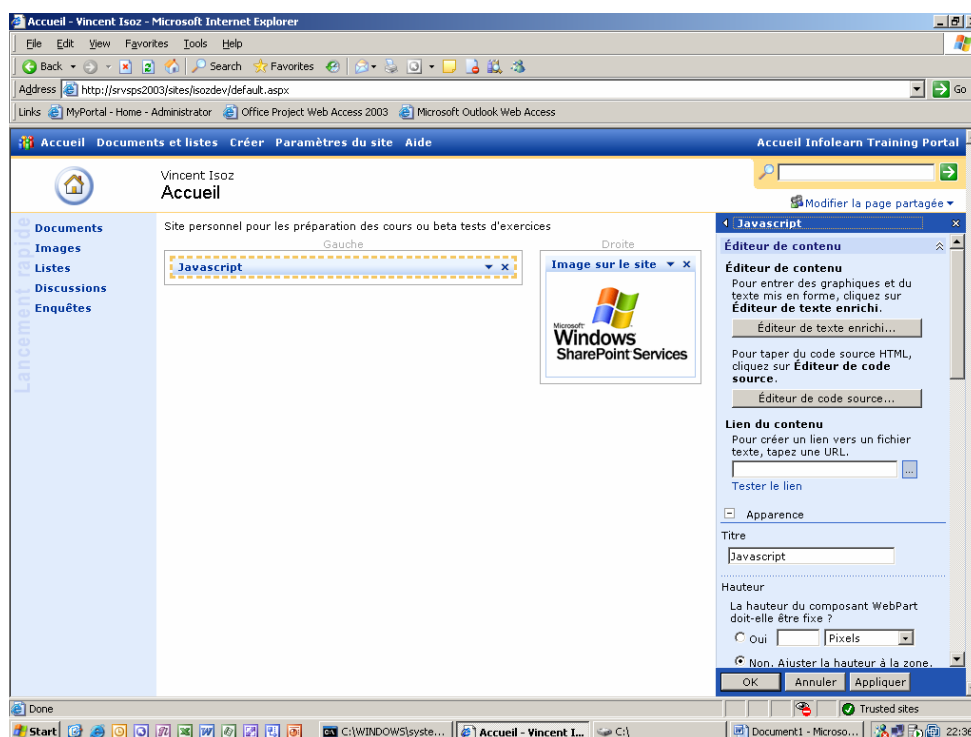 Accueil - Vincent Isoz - Microsoft Internet Explorer
File Edit View Favorites Tools Help
Back Search Favorites
Address http://srvsps2003/sites/isozdev/default.aspx Go
Links MyPortal - Home - Administrator Office Project Web Access 2003 Microsoft Outlook Web Access
Accueil Documents et listes Créer Paramètres du site Aide Accueil Infolearn Training Portal
Vincent Isoz
Accueil
Modifier la page partagée
Lancement rapide
Documents
Images
Listes
Discussions
Enquêtes
Site personnel pour les préparation des cours ou beta tests d'exercices
Gauche
Javascript
Droite
Image sur le site
Microsoft
Windows
SharePoint Services
Javascript
Éditeur de contenu
Éditeur de contenu
Pour entrer des graphiques et du
texte mis en forme, cliquez sur
Éditeur de texte enrichi.
Éditeur de texte enrichi...
Pour taper du code source HTML,
cliquez sur Éditeur de code
source.
Éditeur de code source...
Lien du contenu
Pour créer un lien vers un fichier
texte, tapez une URL.
...
Tester le lien
Apparence
Titre
Javascript
Hauteur
La hauteur du composant WebPart
doit-elle être fixe ?
Oui Pixels
Non. Ajuster la hauteur à la zone.
OK Annuler Appliquer
Done Trusted sites
Start C:\WINDOWS\syste... Accueil - Vincent I... C:\ Document1 - Microso... 22:38